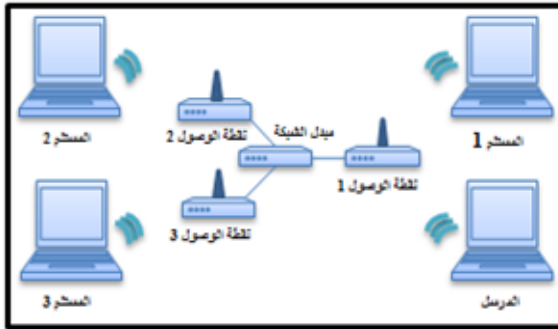 مبدل الشبكة
نقطة الوصول 2
المستلم 2
المستلم 1
نقطة الوصول 1
نقطة الوصول 3
المستلم 3
المرسل